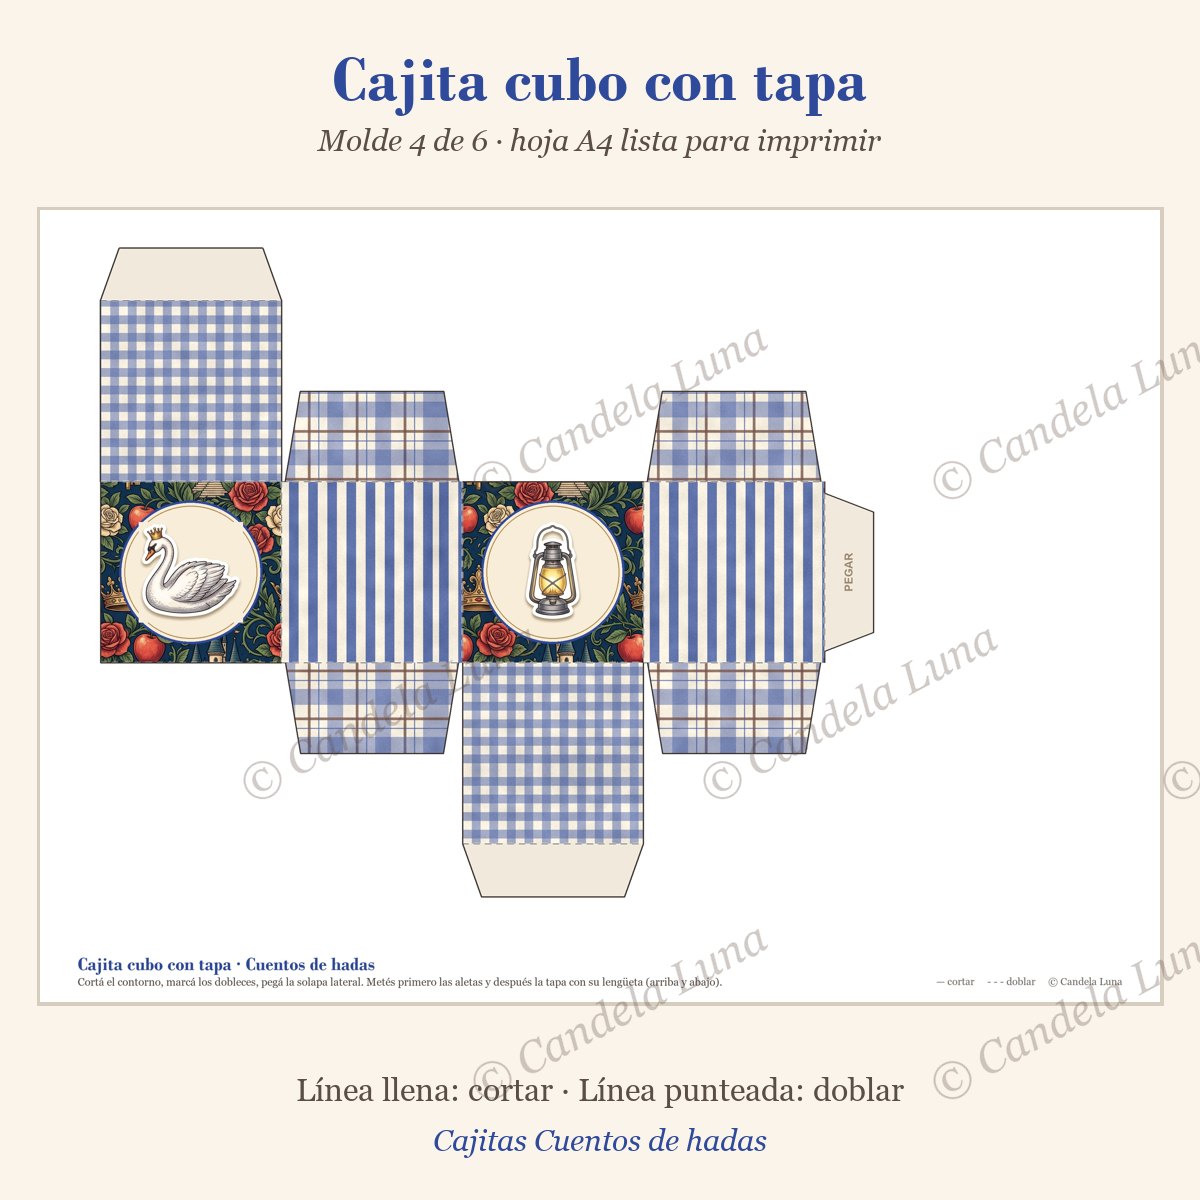 Cajita cubo con tapa
Molde 4 de 6 · hoja A4 lista para imprimir
© Candela Luna
© Candela Luna
PEGAR
© Candela Luna
© Candela Luna
©
Cajita cubo con tapa · Cuentos de hadas
Cortá el contorno, marcá los dobleces, pegá la solapa lateral. Metés primero las aletas y después la tapa con su lengüeta (arriba y abajo).
— cortar - - - doblar © Candela Luna
© Candela Luna
© Candela Luna
Línea llena: cortar · Línea punteada: doblar
Cajitas Cuentos de hadas